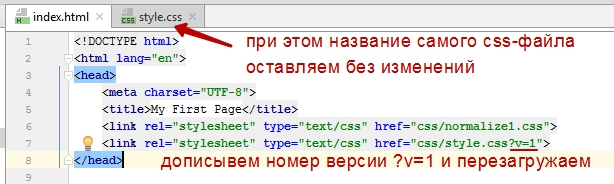 index.html × style.css ×
1 <!DOCTYPE html>
2 <html lang="en">
3 <head>
4 <meta charset="UTF-8">
5 <title>My First Page</title>
6 <link rel="stylesheet" type="text/css" href="css/normalize1.css">
7 <link rel="stylesheet" type="text/css" href="css/style.css?v=1">
8 </head>
при этом название самого css-файла
оставляем без изменений
дописывем номер версии ?v=1 и перезагружаем